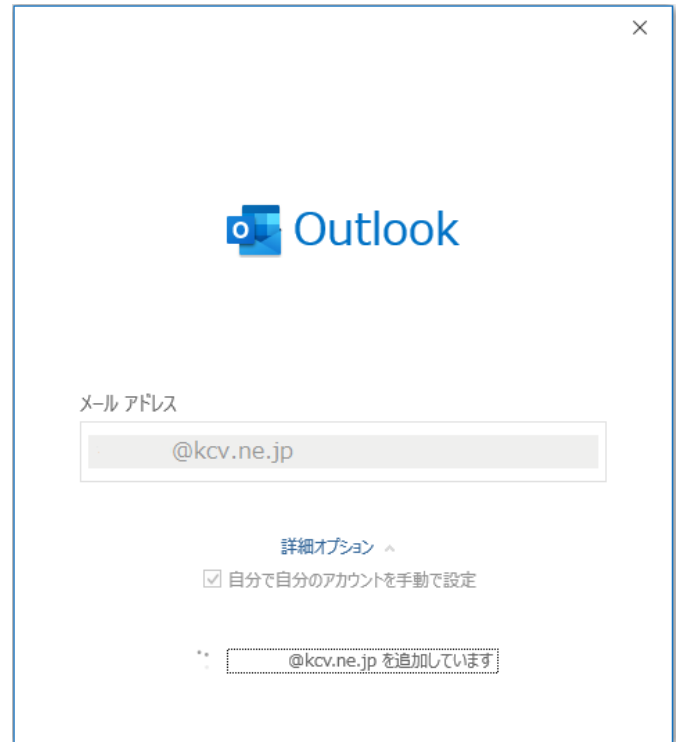 Outlook
メール アドレス
@kcv.ne.jp
詳細オプション
自分で自分のアカウントを手動で設定
@kcv.ne.jp を追加しています